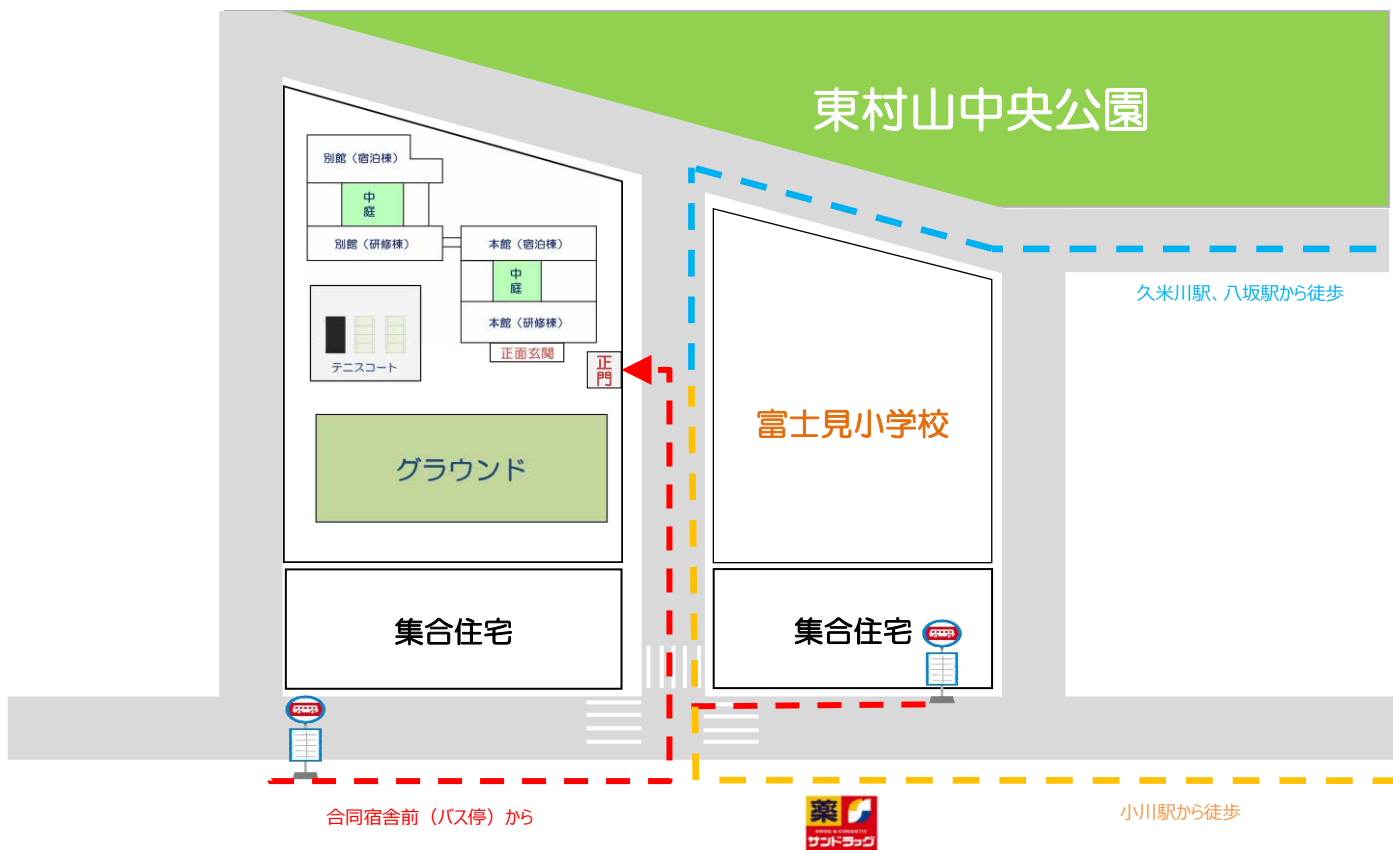 東村山中央公園
別館（宿泊棟）
中
庭
別館（研修棟）
本館（宿泊棟）
中
庭
本館（研修棟）
正面玄関
正
門
テニスコート
久米川駅、八坂駅から徒歩
富士見小学校
グラウンド
集合住宅
集合住宅
合同宿舎前（バス停）から
小川駅から徒歩
薬
DRUG & COSMETIC
サンドラッグ